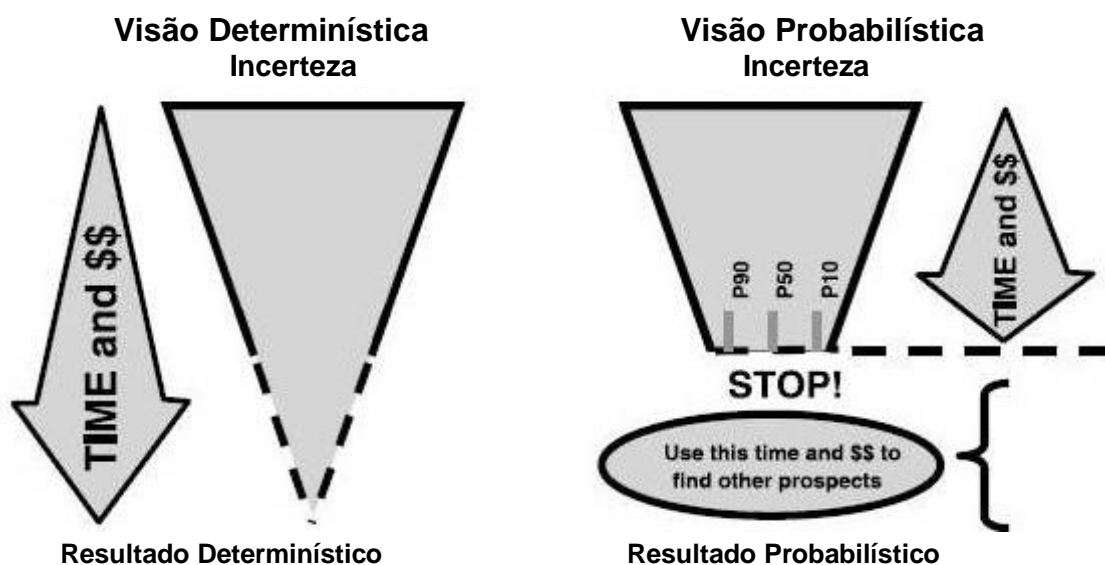 Visão Determinística
Incerteza
TIME and $$
Resultado Determinístico
Visão Probabilística
Incerteza
P90
P50
P10
TIME and $$
STOP!
Use this time and $$ to
find other prospects
Resultado Probabilístico